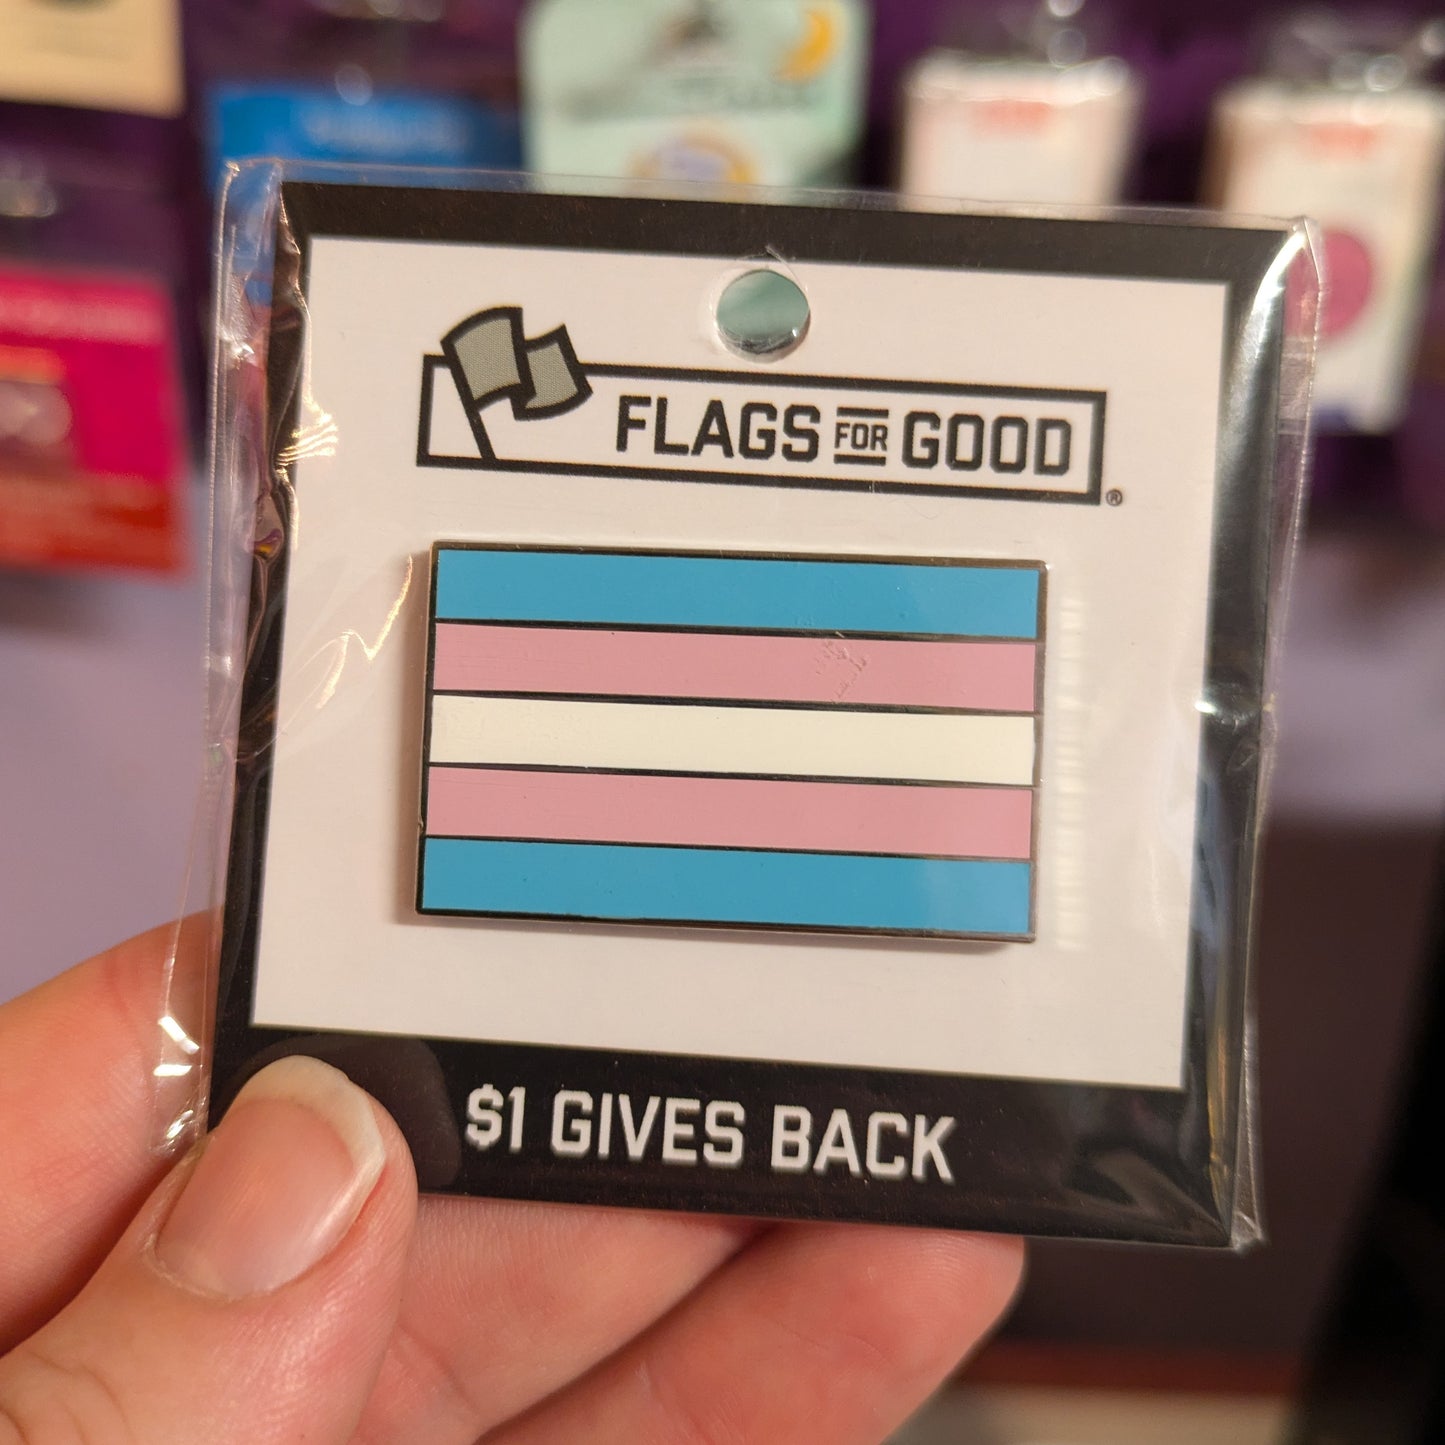 FLAGS FOR GOOD
®
$1 GIVES BACK